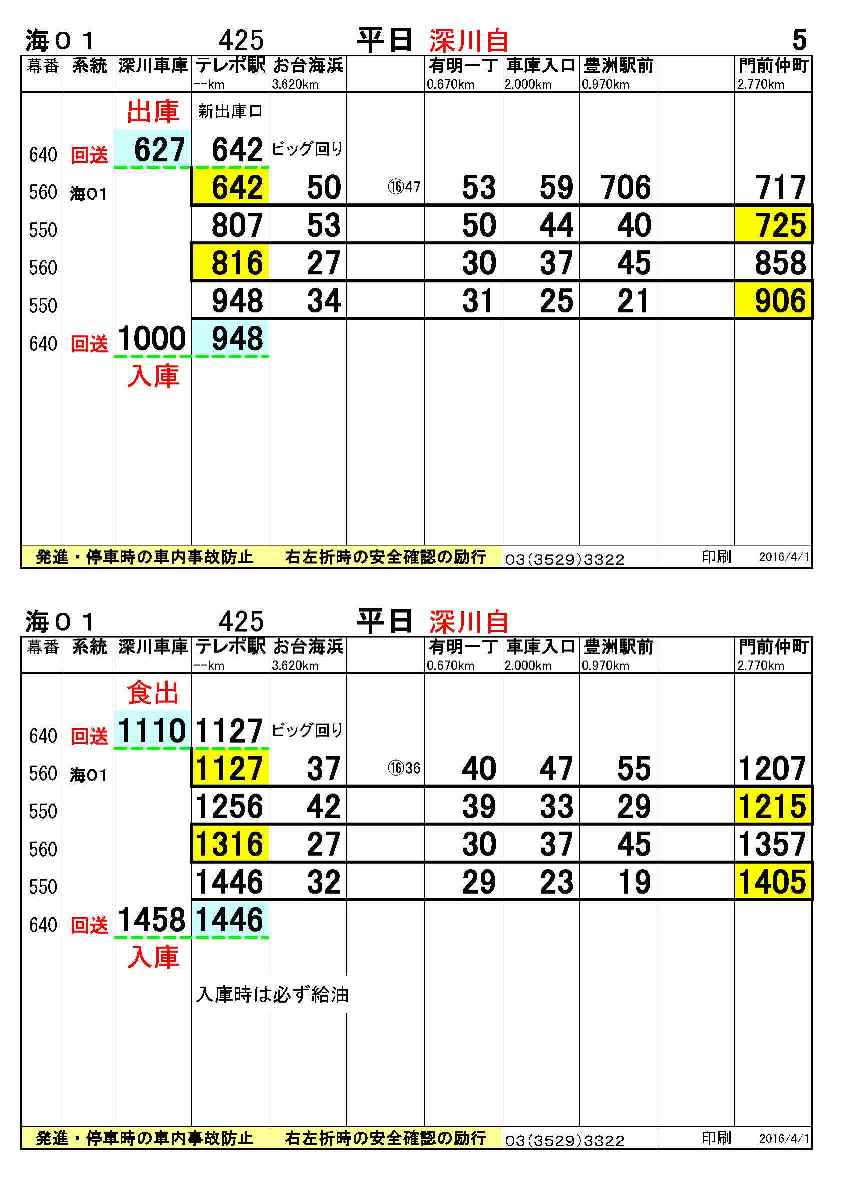 海０１ 425 平日 深川自 5
幕番 系統 深川車庫 テレポ駅 お台海浜 有明一丁 車庫入口 豊洲駅前 門前仲町
--km 3.620km 0.670km 2.000km 0.970km 2.770km
出庫 新出庫口
640 回送 627 642 ビッグ回り
560 海01 642 50 ⑯47 53 59 706 717
550 807 53 50 44 40 725
560 816 27 30 37 45 858
550 948 34 31 25 21 906
640 回送 1000 948
入庫
発進・停車時の車内事故防止 右左折時の安全確認の励行 03(3529)3322 印刷 2016/4/1
海０１ 425 平日 深川自
幕番 系統 深川車庫 テレポ駅 お台海浜 有明一丁 車庫入口 豊洲駅前 門前仲町
--km 3.620km 0.670km 2.000km 0.970km 2.770km
食出
640 回送 1110 1127 ビッグ回り
560 海01 1127 37 ⑯36 40 47 55 1207
550 1256 42 39 33 29 1215
560 1316 27 30 37 45 1357
550 1446 32 29 23 19 1405
640 回送 1458 1446
入庫
入庫時は必ず給油
発進・停車時の車内事故防止 右左折時の安全確認の励行 03(3529)3322 印刷 2016/4/1